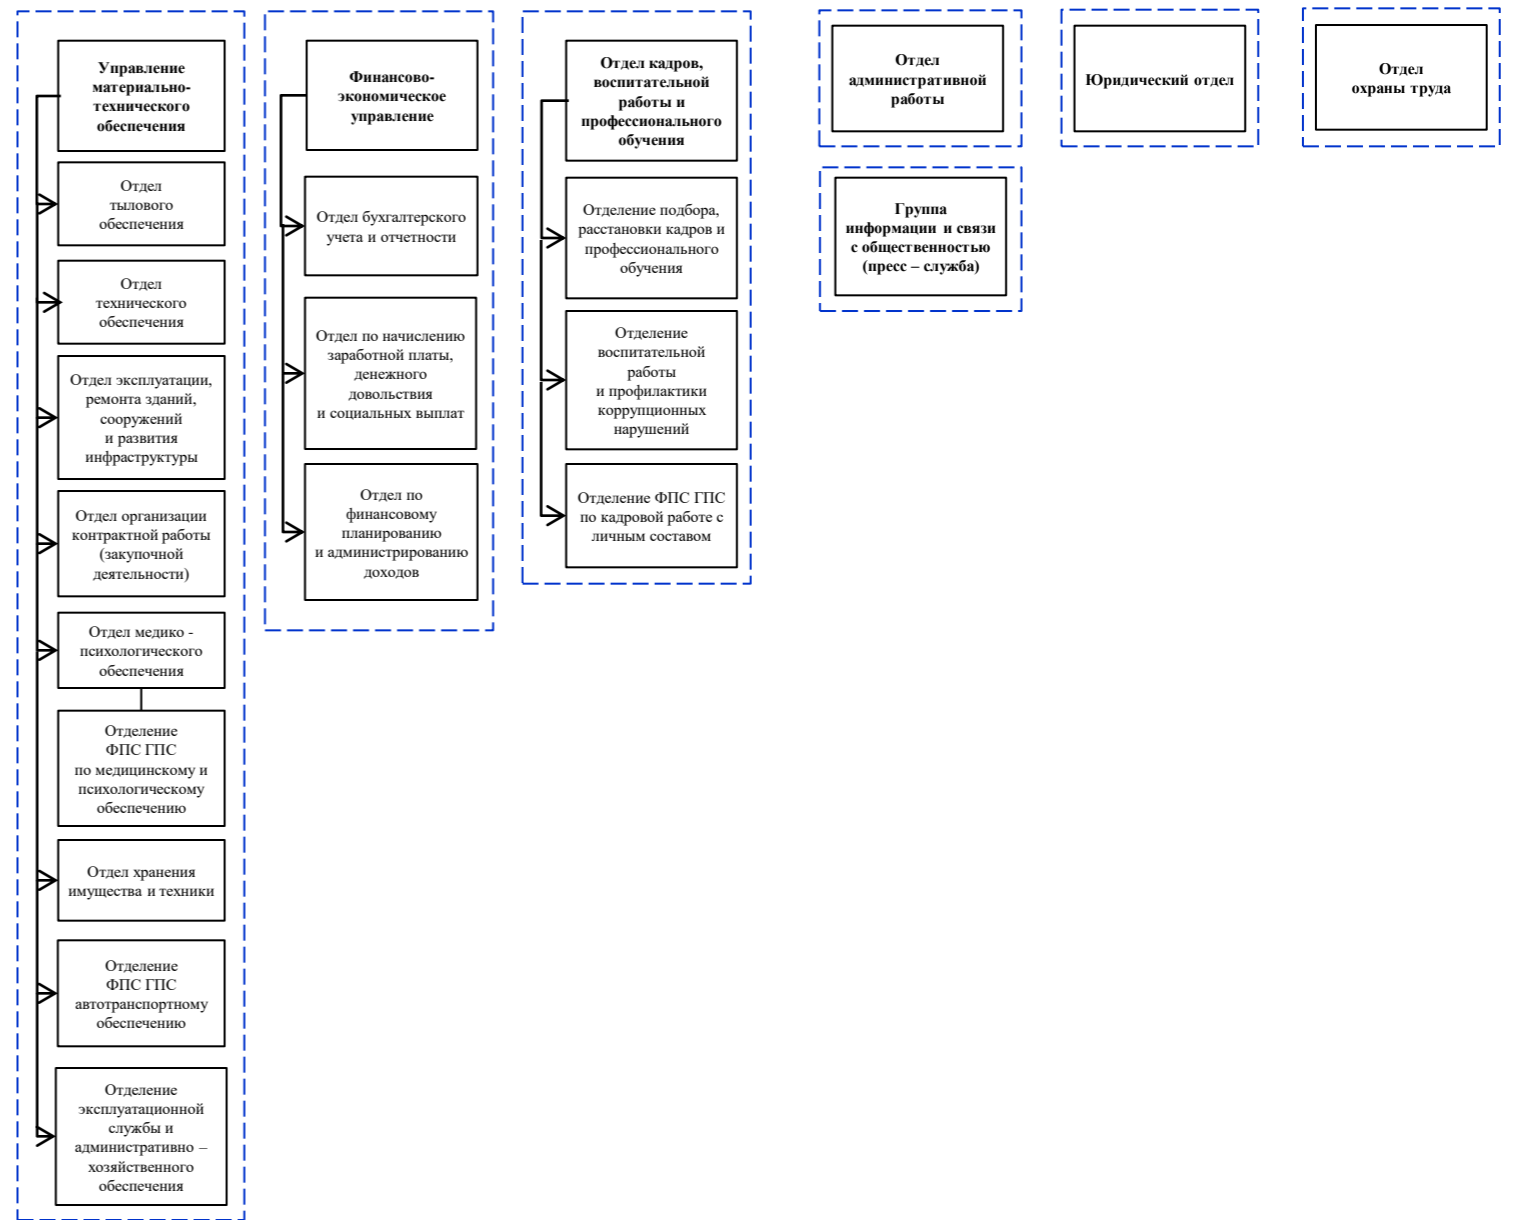 Управление
материально-
технического
обеспечения
Отдел
тылового
обеспечения
Отдел
технического
обеспечения
Отдел эксплуатации,
ремонта зданий,
сооружений
и развития
инфраструктуры
Отдел организации
контрактной работы
(закупочной
деятельности)
Отдел медико -
психологического
обеспечения
Отделение
ФПС ГПС
по медицинскому и
психологическому
обеспечению
Отдел хранения
имущества и техники
Отделение
ФПС ГПС
автотранспортному
обеспечению
Отделение
эксплуатационной
службы и
административно –
хозяйственного
обеспечения
Финансово-
экономическое
управление
Отдел бухгалтерского
учета и отчетности
Отдел по начислению
заработной платы,
денежного
довольствия
и социальных выплат
Отдел по
финансовому
планированию
и администрированию
доходов
Отдел кадров,
воспитательной
работы и
профессионального
обучения
Отделение подбора,
расстановки кадров и
профессионального
обучения
Отделение
воспитательной
работы
и профилактики
коррупционных
нарушений
Отделение ФПС ГПС
по кадровой работе с
личным составом
Отдел
административной
работы
Группа
информации и связи
с общественностью
(пресс – служба)
Юридический отдел
Отдел
охраны труда